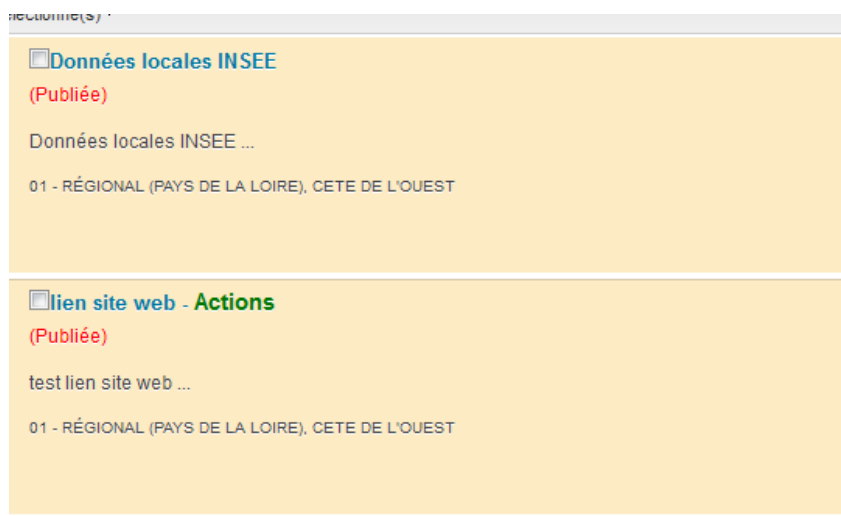 Données locales INSEE
(Publiée)
Données locales INSEE ...
01 - RÉGIONAL (PAYS DE LA LOIRE), CETE DE L'OUEST
lien site web - Actions
(Publiée)
test lien site web ...
01 - RÉGIONAL (PAYS DE LA LOIRE), CETE DE L'OUEST